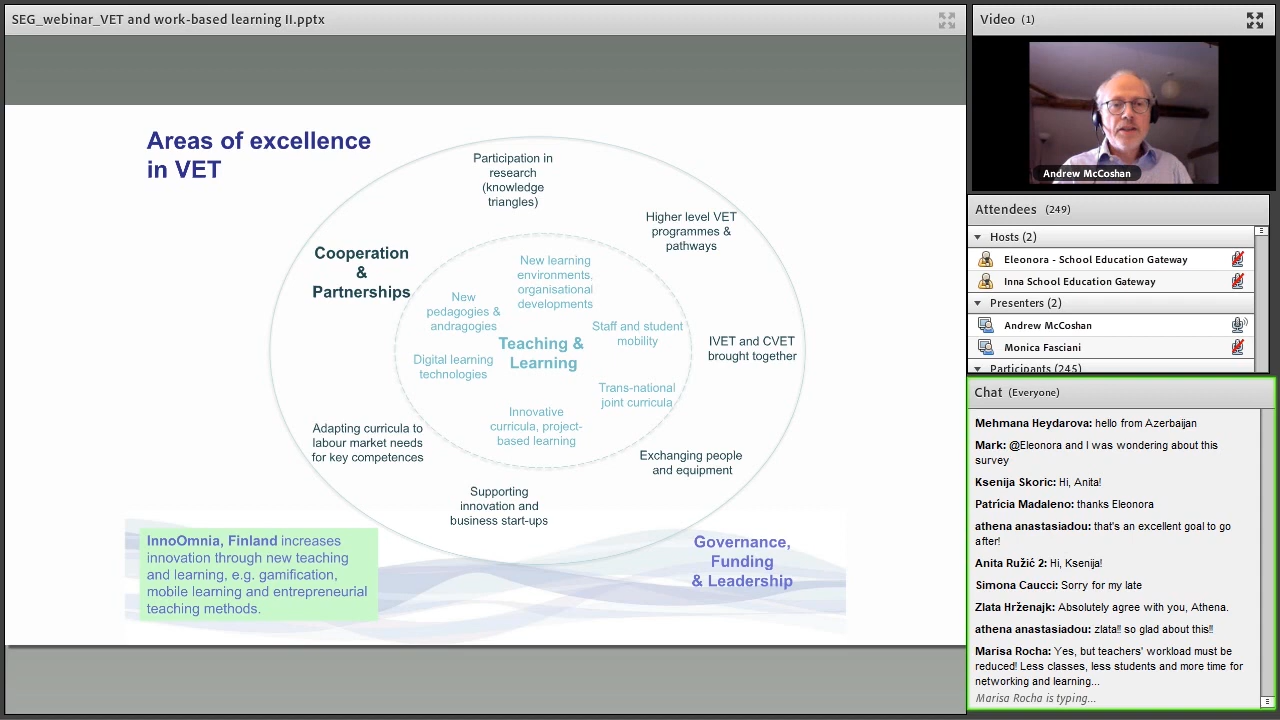 SEG_webinar_VET and work-based learning II.pptx
Areas of excellence
in VET
Participation in
research
(knowledge
triangles)
Higher level VET
programmes &
pathways
Cooperation
&
Partnerships
New learning
environments,
organisational
developments
New
pedagogies &
andragogies
Staff and student
mobility
Teaching &
Learning
IVET and CVET
brought together
Digital learning
technologies
Trans-national
joint curricula
Innovative
curricula, project-
based learning
Adapting curricula to
labour market needs
for key competences
Exchanging people
and equipment
Supporting
innovation and
business start-ups
InnoOmnia, Finland increases
innovation through new teaching
and learning, e.g. gamification,
mobile learning and entrepreneurial
teaching methods.
Governance,
Funding
& Leadership
Video (1)
Andrew McCoshan
Attendees (249)
Hosts (2)
Eleonora - School Education Gateway
Inna School Education Gateway
Presenters (2)
Andrew McCoshan
Monica Fasciani
Participants (245)
Chat (Everyone)
Mehmana Heydarova: hello from Azerbaijan
Mark: @Eleonora and I was wondering about this
survey
Ksenija Skoric: Hi, Anita!
Patrícia Madaleno: thanks Eleonora
athena anastasiadou: that's an excellent goal to go
after!
Anita Ružić 2: Hi, Ksenija!
Simona Caucci: Sorry for my late
Zlata Hrženajk: Absolutely agree with you, Athena.
athena anastasiadou: zlata!! so glad about this!!
Marisa Rocha: Yes, but teachers' workload must be
reduced! Less classes, less students and more time for
networking and learning...
Marisa Rocha is typing...